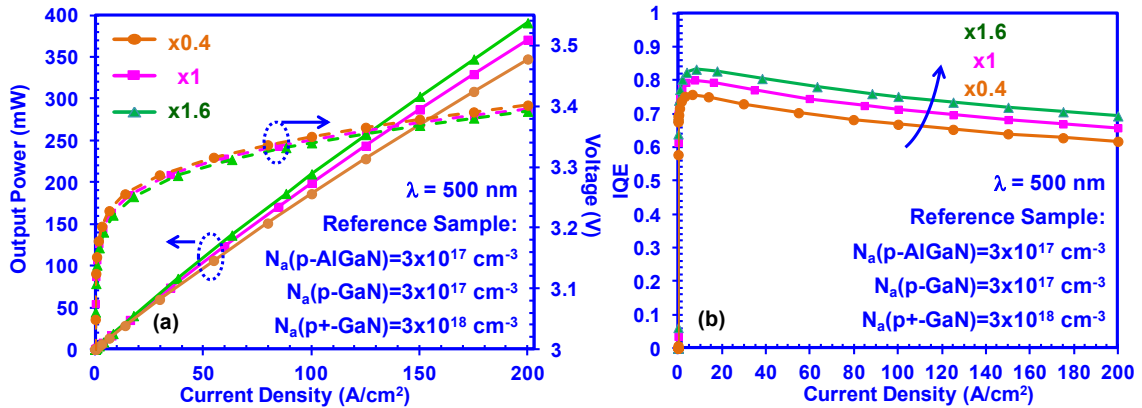 400
350
300
250
200
150
100
50
0
Output Power (mW)
x0.4
x1
x1.6
λ = 500 nm
Reference Sample:
Nₐ(p-AlGaN)=3x10¹⁷ cm⁻³
Nₐ(p-GaN)=3x10¹⁷ cm⁻³
Nₐ(p+-GaN)=3x10¹⁸ cm⁻³
(a)
3.5
3.4
3.3
3.2
3.1
3
Voltage (V)
0 50 100 150 200
Current Density (A/cm²)
1
0.9
0.8
0.7
0.6
0.5
0.4
0.3
0.2
0.1
0
IQE
x1.6
x1
x0.4
λ = 500 nm
Reference Sample:
Nₐ(p-AlGaN)=3x10¹⁷ cm⁻³
Nₐ(p-GaN)=3x10¹⁷ cm⁻³
Nₐ(p+-GaN)=3x10¹⁸ cm⁻³
(b)
0 20 40 60 80 100 120 140 160 180 200
Current Density (A/cm²)